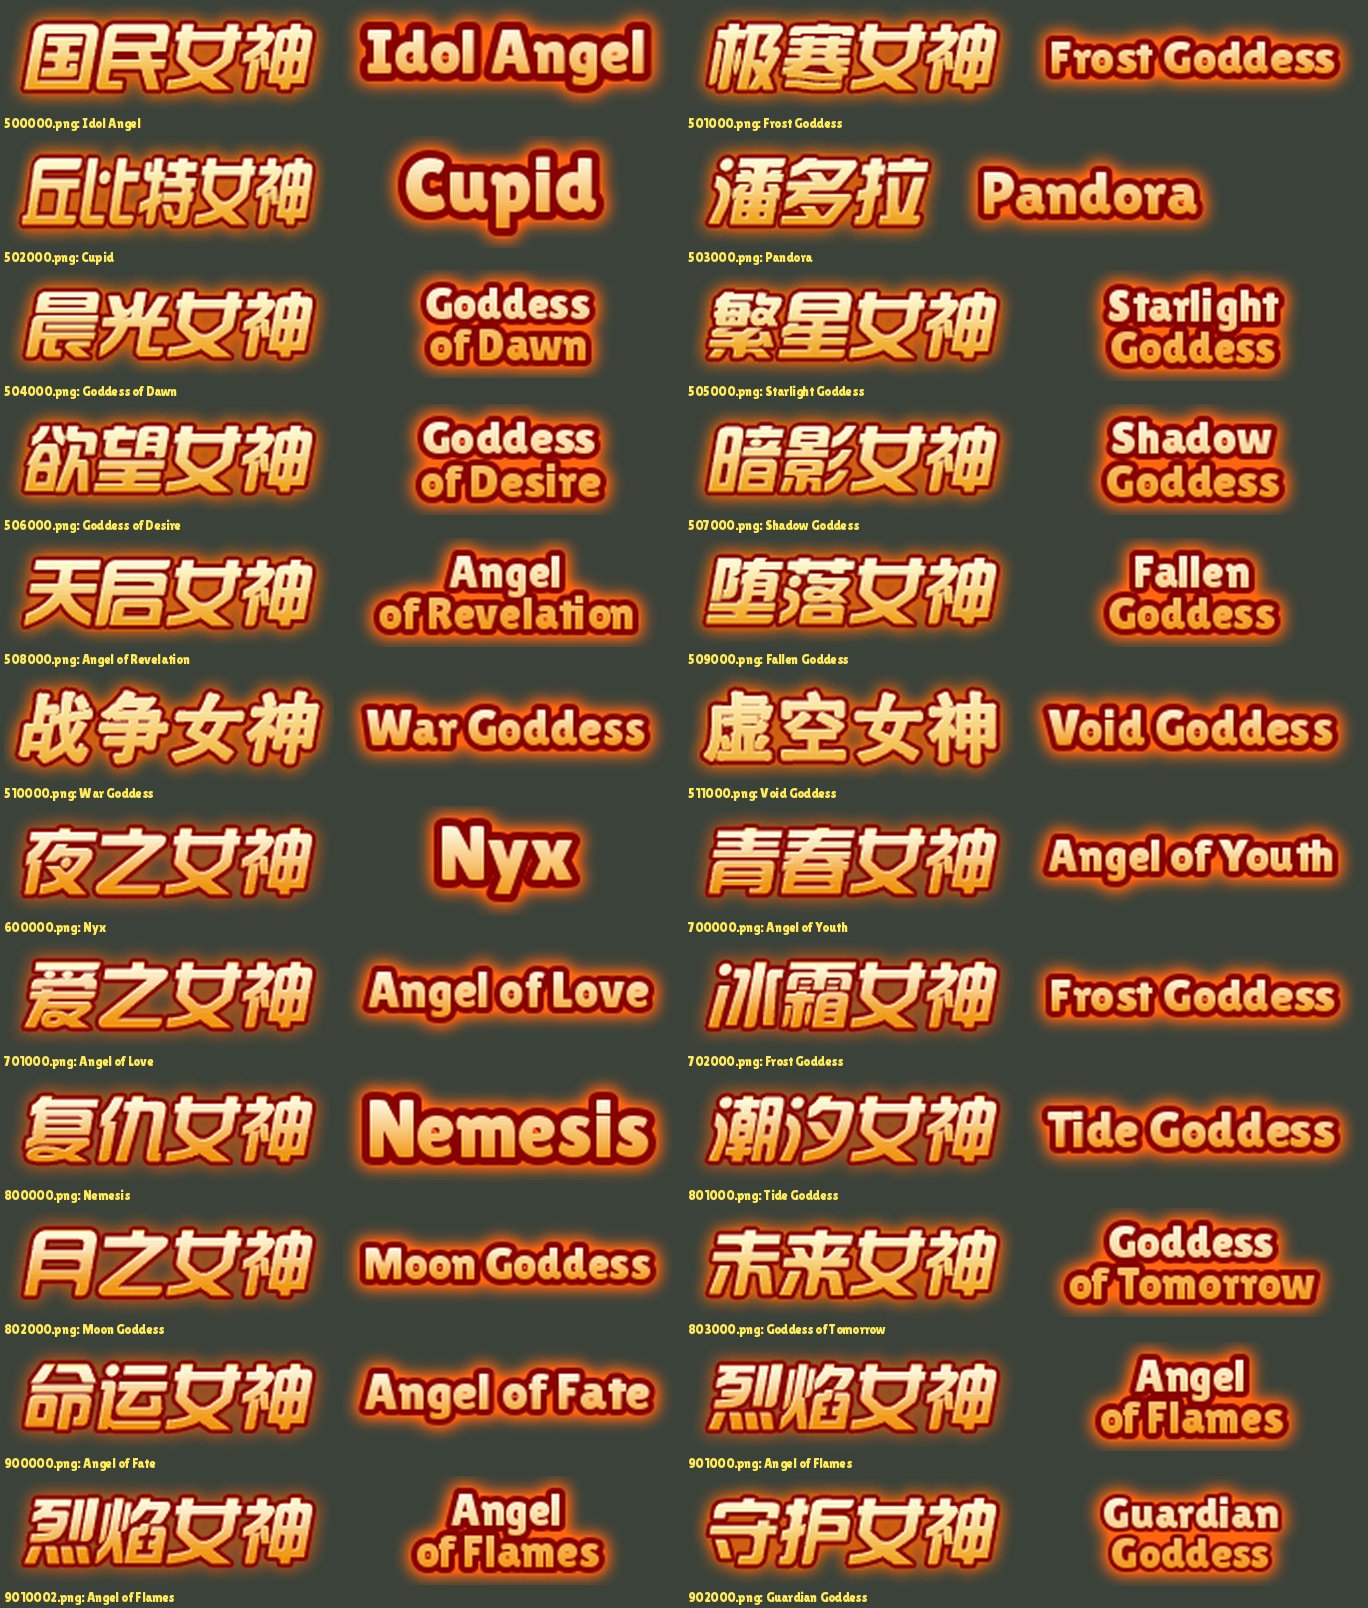 国民女神 Idol Angel 极寒女神 Frost Goddess
500000.png: Idol Angel 501000.png: Frost Goddess
丘比特女神 Cupid 潘多拉 Pandora
502000.png: Cupid 503000.png: Pandora
晨光女神 Goddess of Dawn 繁星女神 Starlight Goddess
504000.png: Goddess of Dawn 505000.png: Starlight Goddess
欲望女神 Goddess of Desire 暗影女神 Shadow Goddess
506000.png: Goddess of Desire 507000.png: Shadow Goddess
天启女神 Angel of Revelation 堕落女神 Fallen Goddess
508000.png: Angel of Revelation 509000.png: Fallen Goddess
战争女神 War Goddess 虚空女神 Void Goddess
510000.png: War Goddess 511000.png: Void Goddess
夜之女神 Nyx 青春女神 Angel of Youth
600000.png: Nyx 700000.png: Angel of Youth
爱之女神 Angel of Love 冰霜女神 Frost Goddess
701000.png: Angel of Love 702000.png: Frost Goddess
复仇女神 Nemesis 潮汐女神 Tide Goddess
800000.png: Nemesis 801000.png: Tide Goddess
月之女神 Moon Goddess 未来女神 Goddess of Tomorrow
802000.png: Moon Goddess 803000.png: Goddess of Tomorrow
命运女神 Angel of Fate 烈焰女神 Angel of Flames
900000.png: Angel of Fate 901000.png: Angel of Flames
烈焰女神 Angel of Flames 守护女神 Guardian Goddess
9010002.png: Angel of Flames 902000.png: Guardian Goddess